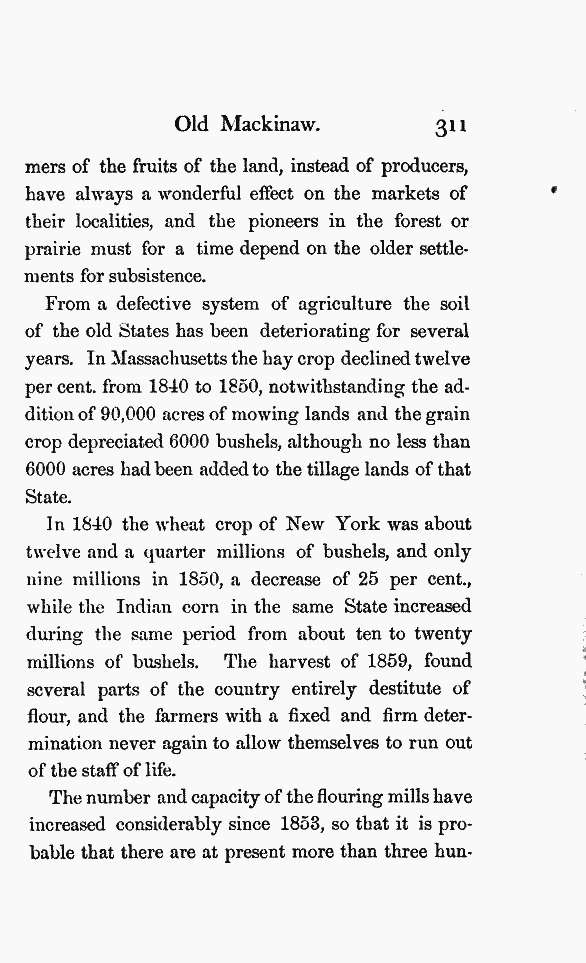 Old Mackinaw. 311
mers of the fruits of the land, instead of producers,
have always a wonderful effect on the markets of
their localities, and the pioneers in the forest or
prairie must for a time depend on the older settle-
ments for subsistence.
From a defective system of agriculture the soil
of the old States has been deteriorating for several
years. In Massachusetts the hay crop declined twelve
per cent. from 1840 to 1850, notwithstanding the ad-
dition of 90,000 acres of mowing lands and the grain
crop depreciated 6000 bushels, although no less than
6000 acres had been added to the tillage lands of that
State.
In 1840 the wheat crop of New York was about
twelve and a quarter millions of bushels, and only
nine millions in 1850, a decrease of 25 per cent.,
while the Indian corn in the same State increased
during the same period from about ten to twenty
millions of bushels. The harvest of 1859, found
several parts of the country entirely destitute of
flour, and the farmers with a fixed and firm deter-
mination never again to allow themselves to run out
of the staff of life.
The number and capacity of the flouring mills have
increased considerably since 1853, so that it is pro-
bable that there are at present more than three hun-